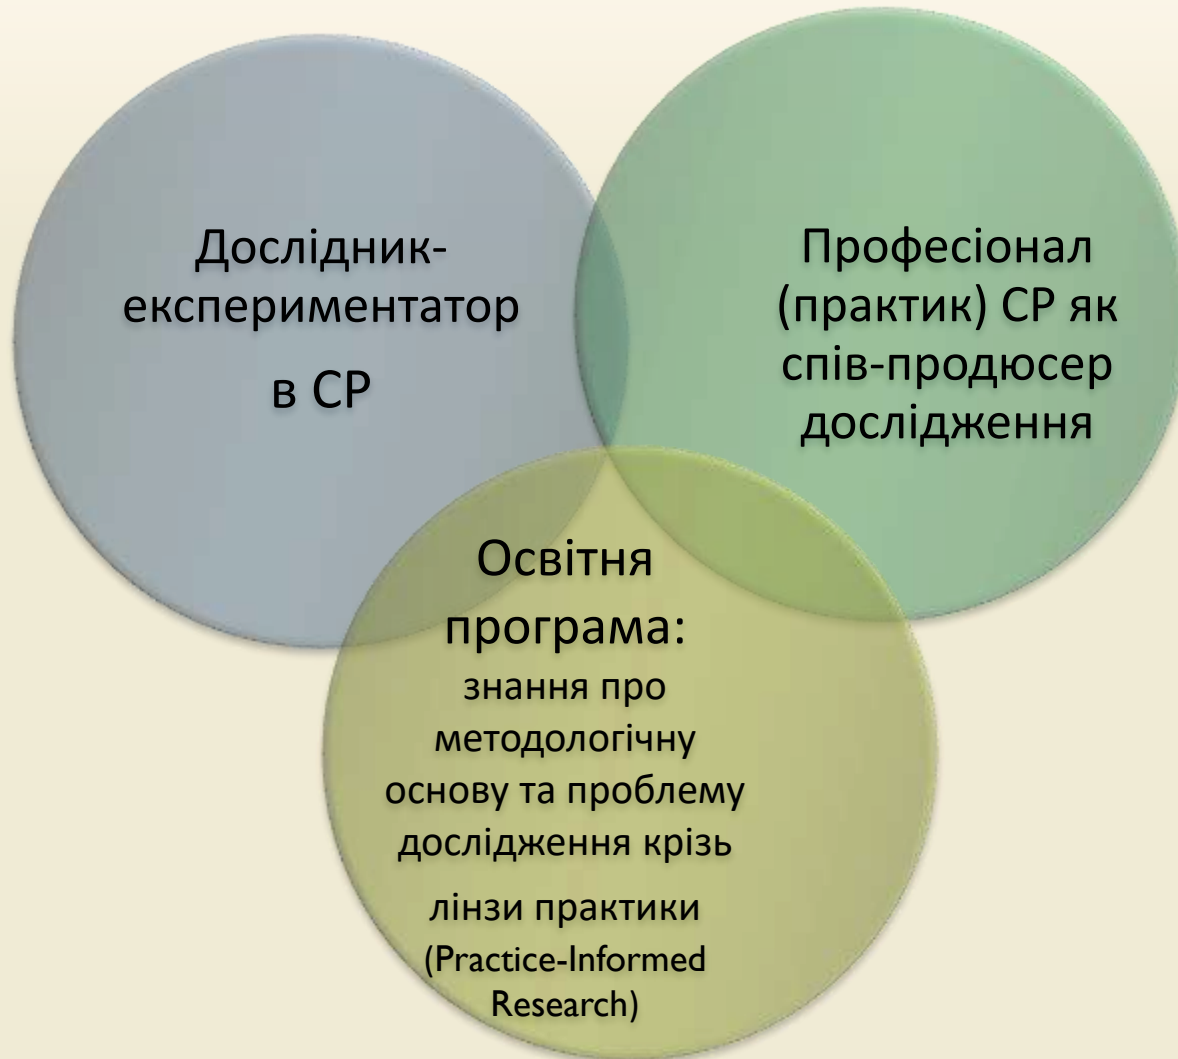 Дослідник-
експериментатор
в СР
Професіонал
(практик) СР як
спів-продюсер
дослідження
Освітня
програма:
знання про
методологічну
основу та проблему
дослідження крізь
лінзи практики
(Practice-Informed
Research)